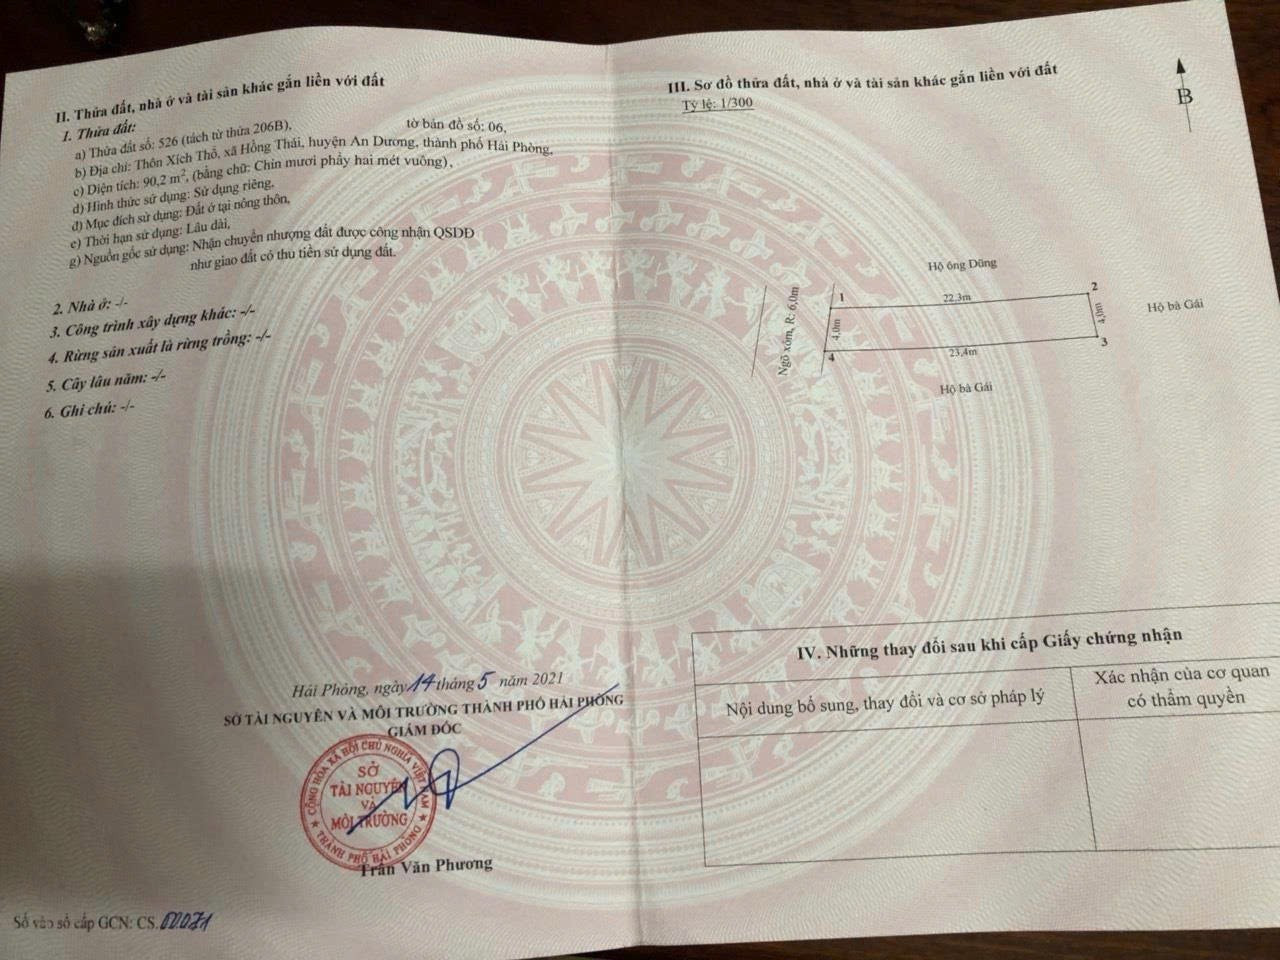 II. Thửa đất, nhà ở và tài sản khác gắn liền với đất
1. Thửa đất:
a) Thửa đất số: 526 (tách từ thửa 206B), tờ bản đồ số: 06,
b) Địa chỉ: Thôn Xích Thổ, xã Hồng Thái, huyện An Dương, thành phố Hải Phòng,
c) Diện tích: 90,2 m², (bằng chữ: Chín mươi phẩy hai mét vuông),
d) Hình thức sử dụng: Sử dụng riêng,
đ) Mục đích sử dụng: Đất ở tại nông thôn,
e) Thời hạn sử dụng: Lâu dài,
g) Nguồn gốc sử dụng: Nhận chuyển nhượng đất được công nhận QSDĐ
như giao đất có thu tiền sử dụng đất.
2. Nhà ở: -/-
3. Công trình xây dựng khác: -/-
4. Rừng sản xuất là rừng trồng: -/-
5. Cây lâu năm: -/-
6. Ghi chú: -/-
Hải Phòng, ngày 14 tháng 5 năm 2021
SỞ TÀI NGUYÊN VÀ MÔI TRƯỜNG THÀNH PHỐ HẢI PHÒNG
GIÁM ĐỐC
CỘNG HÒA XÃ HỘI CHỦ NGHĨA VIỆT NAM
SỞ
TÀI NGUYÊN
VÀ
MÔI TRƯỜNG
★ THÀNH PHỐ HẢI PHÒNG ★
Trần Văn Phương
Số vào sổ cấp GCN: CS.00071
III. Sơ đồ thửa đất, nhà ở và tài sản khác gắn liền với đất
Tỷ lệ: 1/300
B
Hộ ông Dũng
Ngõ xóm, R: 6,0m
1
22,3m
2
4,0m
4,0m
Hộ bà Gái
4
23,4m
3
Hộ bà Gái
IV. Những thay đổi sau khi cấp Giấy chứng nhận
Nội dung bổ sung, thay đổi và cơ sở pháp lý
Xác nhận của cơ quan
có thẩm quyền